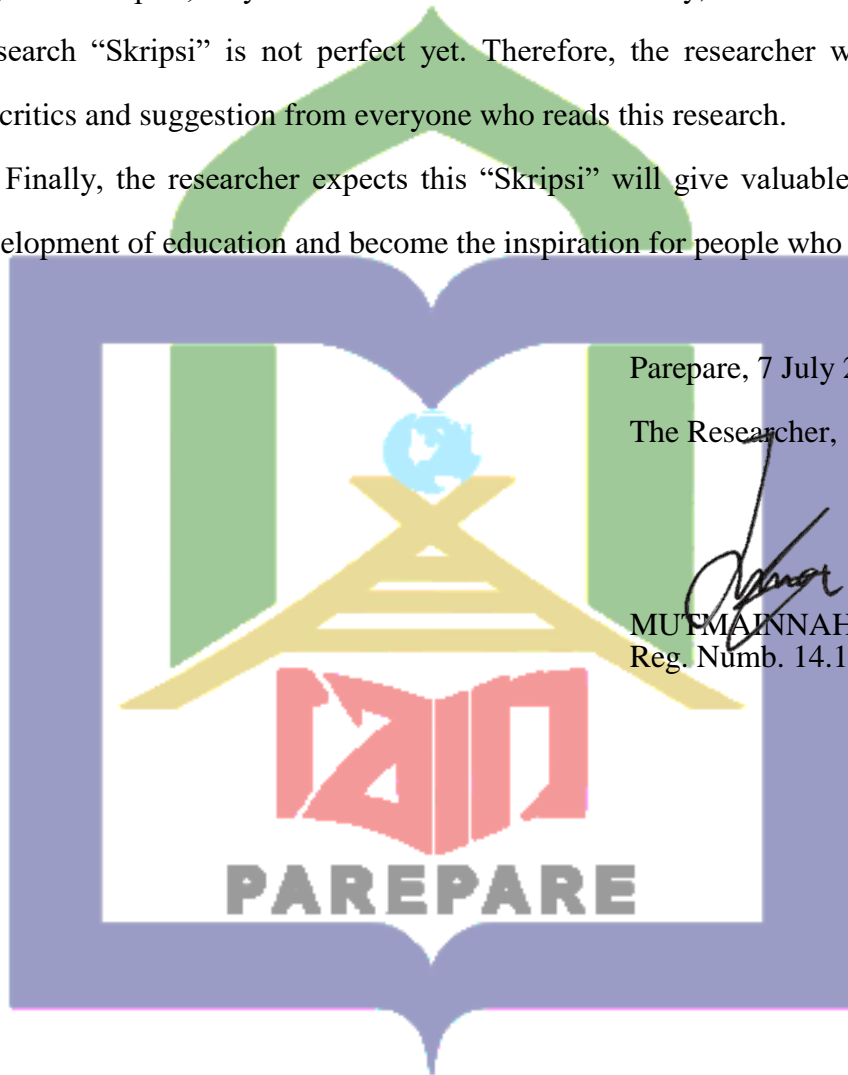 search “Skripsi” is not perfect yet. Therefore, the researcher w
critics and suggestion from everyone who reads this research.
Finally, the researcher expects this “Skripsi” will give valuable
elopment of education and become the inspiration for people who
Parepare, 7 July 2
The Researcher,
MUTMAINNAH
Reg. Numb. 14.1
iain
PAREPARE